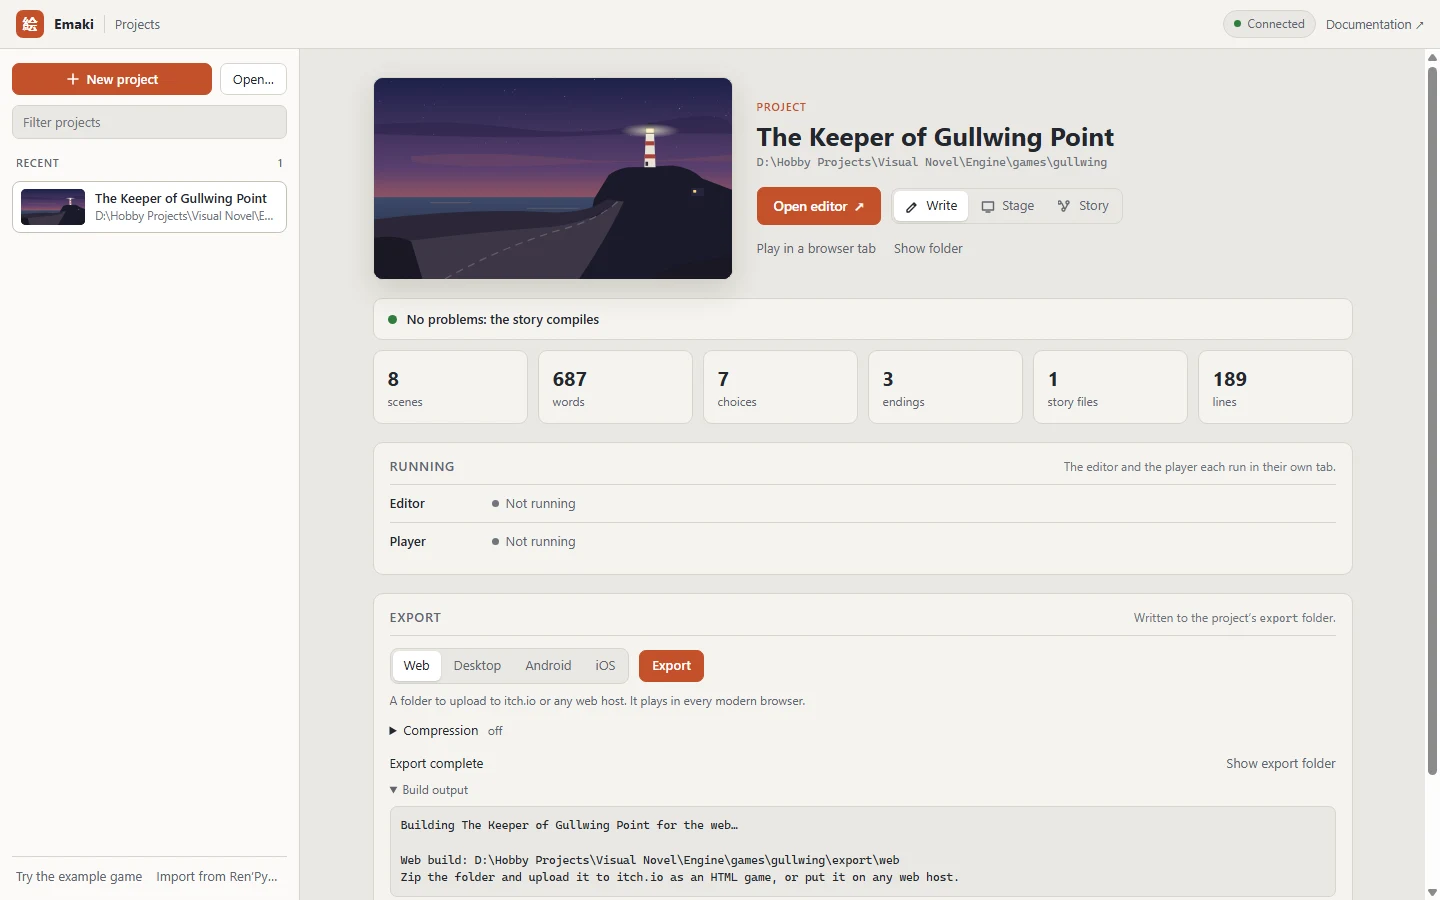 絵 Emaki Projects
Connected Documentation ↗
+ New project Open...
Filter projects
RECENT 1
The Keeper of Gullwing Point
D:\Hobby Projects\Visual Novel\E...
Try the example game Import from Ren'Py...
PROJECT
The Keeper of Gullwing Point
D:\Hobby Projects\Visual Novel\Engine\games\gullwing
Open editor ↗ Write Stage Story
Play in a browser tab Show folder
No problems: the story compiles
8 687 7 3 1 189
scenes words choices endings story files lines
RUNNING The editor and the player each run in their own tab.
Editor Not running
Player Not running
EXPORT Written to the project's export folder.
Web Desktop Android iOS Export
A folder to upload to itch.io or any web host. It plays in every modern browser.
▶ Compression off
Export complete Show export folder
▼ Build output
Building The Keeper of Gullwing Point for the web…
Web build: D:\Hobby Projects\Visual Novel\Engine\games\gullwing\export\web
Zip the folder and upload it to itch.io as an HTML game, or put it on any web host.